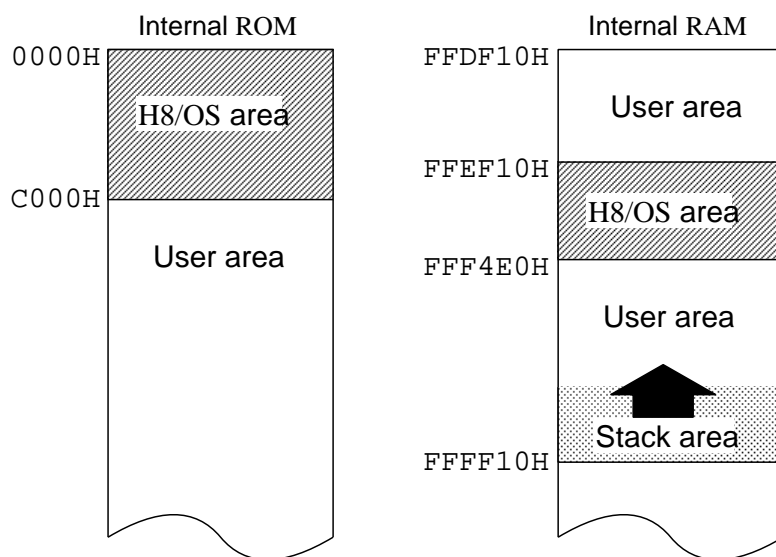 Internal ROM
0000H
H8/OS area
C000H
User area
Internal RAM
FFDF10H
User area
FFEF10H
H8/OS area
FFF4E0H
User area
Stack area
FFFF10H